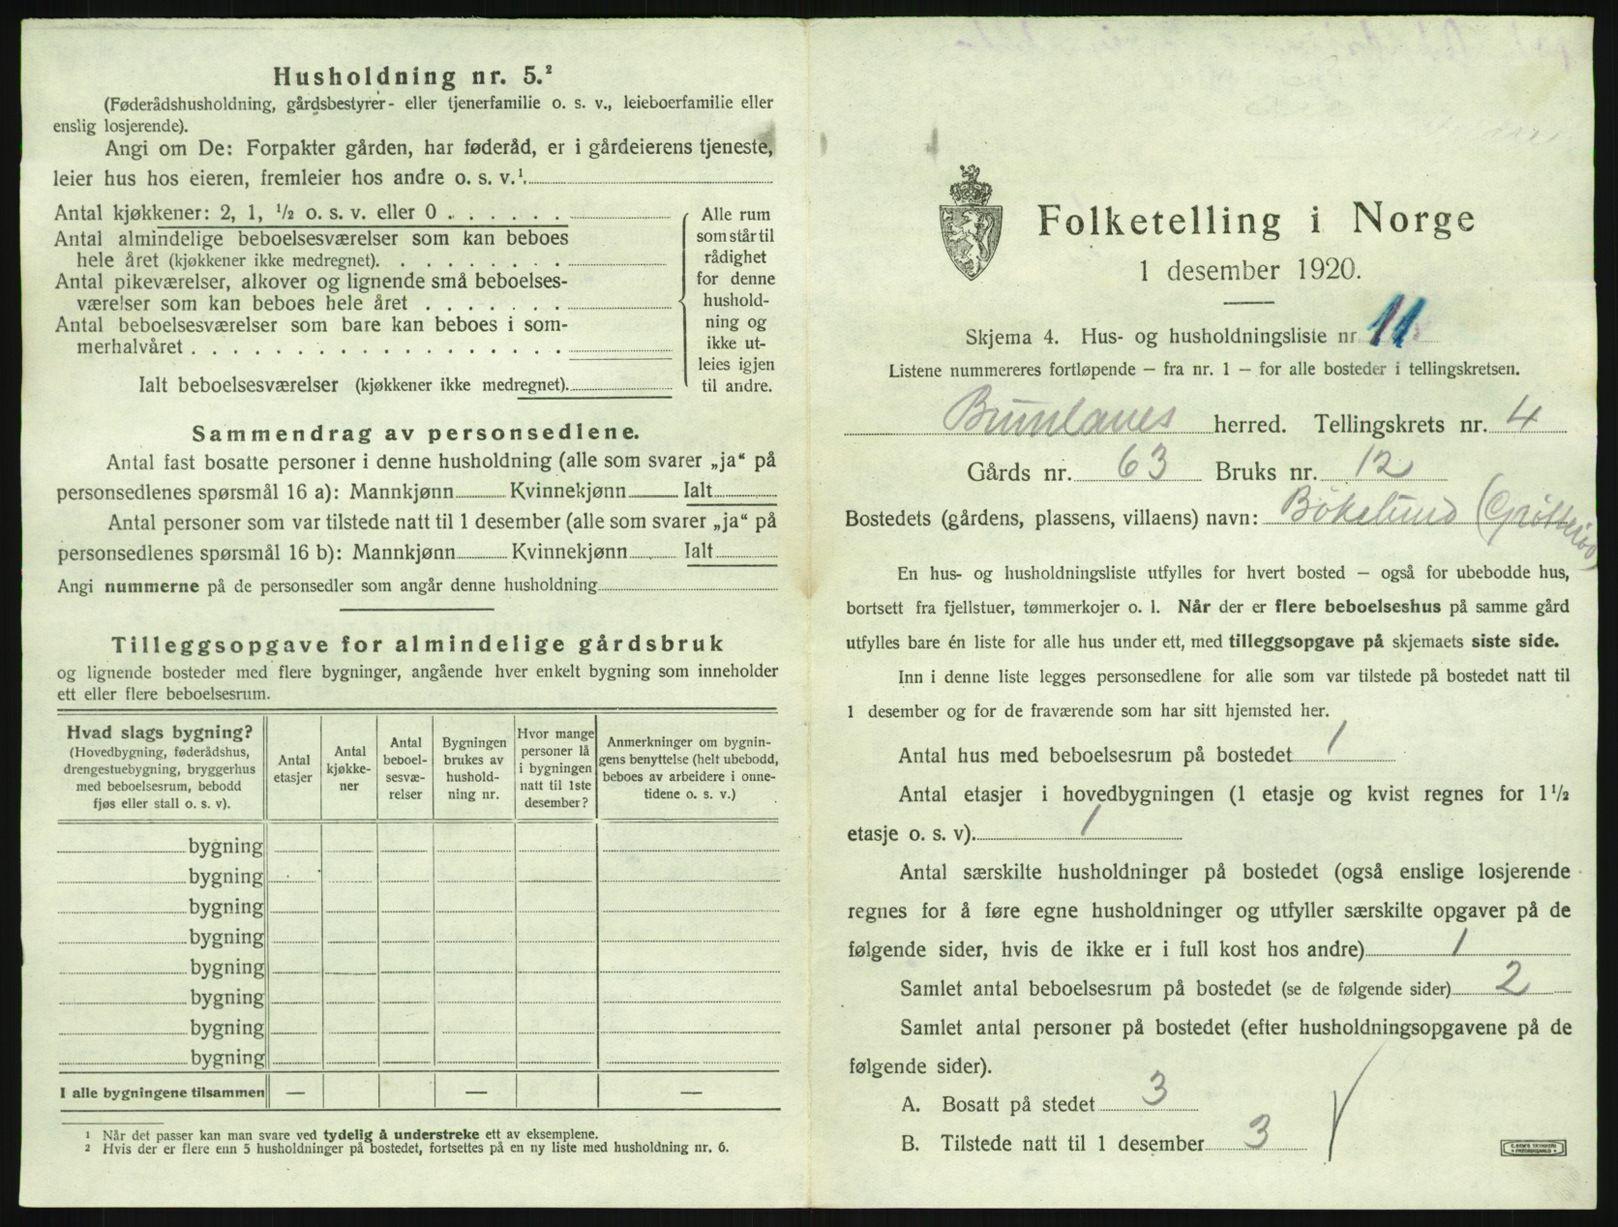 Husholdning nr. 5.²
(Føderådshusholdning, gårdsbestyrer- eller tjenerfamilie o. s. v., leieboerfamilie eller
enslig losjerende).
Angi om De: Forpakter gården, har føderåd, er i gårdeierens tjeneste,
leier hus hos eieren, fremleier hos andre o. s. v.¹.
Antal kjøkkener: 2, 1, ½ o. s. v. eller 0 . . . . . .
Antal almindelige beboelsesværelser som kan beboes
hele året (kjøkkener ikke medregnet). . . . . . . . .
Antal pikeværelser, alkover og lignende små beboelses-
værelser som kan beboes hele året . . . . . . .
Antal beboelsesværelser som bare kan beboes i som-
merhalvåret . . . . . . . . . . . . . . . . . .
Ialt beboelsesværelser (kjøkkener ikke medregnet).
Alle rum
som står til
rådighet
for denne
hushold-
ning og
ikke ut-
leies igjen
til andre.
Sammendrag av personsedlene.
Antal fast bosatte personer i denne husholdning (alle som svarer „ja“ på
personsedlenes spørsmål 16 a): Mannkjønn Kvinnekjønn Ialt
Antal personer som var tilstede natt til 1 desember (alle som svarer „ja“ på
personsedlenes spørsmål 16 b): Mannkjønn Kvinnekjønn Ialt
Angi nummerne på de personsedler som angår denne husholdning
Tilleggsopgave for almindelige gårdsbruk
og lignende bosteder med flere bygninger, angående hver enkelt bygning som inneholder
ett eller flere beboelsesrum.
Hvad slags bygning?
(Hovedbygning, føderådshus,
drengestuebygning, bryggerhus
med beboelsesrum, bebodd
fjøs eller stall o. s. v).
Antal
etasjer
Antal
kjøkke-
ner
Antal
beboel-
sesvæ-
relser
Bygningen
brukes av
hushold-
ning nr.
Hvor mange
personer lå
i bygningen
natt til 1ste
desember?
Anmerkninger om bygnin-
gens benyttelse (helt ubebodd,
beboes av arbeidere i onne-
tidene o. s. v.)
bygning
bygning
bygning
bygning
bygning
bygning
bygning
bygning
I alle bygningene tilsammen — — —
¹ Når det passer kan man svare ved tydelig å understreke ett av eksemplene.
² Hvis der er flere enn 5 husholdninger på bostedet, fortsettes på en ny liste med husholdning nr. 6.
Folketelling i Norge
1 desember 1920.
Skjema 4. Hus- og husholdningsliste nr 11
Listene nummereres fortløpende – fra nr. 1 – for alle bosteder i tellingskretsen.
Brunlanes herred. Tellingskrets nr. 4
Gårds nr. 63 Bruks nr. 12
Bostedets (gårdens, plassens, villaens) navn: Bøkelund
En hus- og husholdningsliste utfylles for hvert bosted – også for ubebodde hus,
bortsett fra fjellstuer, tømmerkojer o. l. Når der er flere beboelseshus på samme gård
utfylles bare én liste for alle hus under ett, med tilleggsopgave på skjemaets siste side.
Inn i denne liste legges personsedlene for alle som var tilstede på bostedet natt til
1 desember og for de fraværende som har sitt hjemsted her.
Antal hus med beboelsesrum på bostedet 1
Antal etasjer i hovedbygningen (1 etasje og kvist regnes for 1½
etasje o. s. v). 1
Antal særskilte husholdninger på bostedet (også enslige losjerende
regnes for å føre egne husholdninger og utfyller særskilte opgaver på de
følgende sider, hvis de ikke er i full kost hos andre) 1
Samlet antal beboelsesrum på bostedet (se de følgende sider) 2
Samlet antal personer på bostedet (efter husholdningsopgavene på de
følgende sider).
A. Bosatt på stedet 3
B. Tilstede natt til 1 desember 3